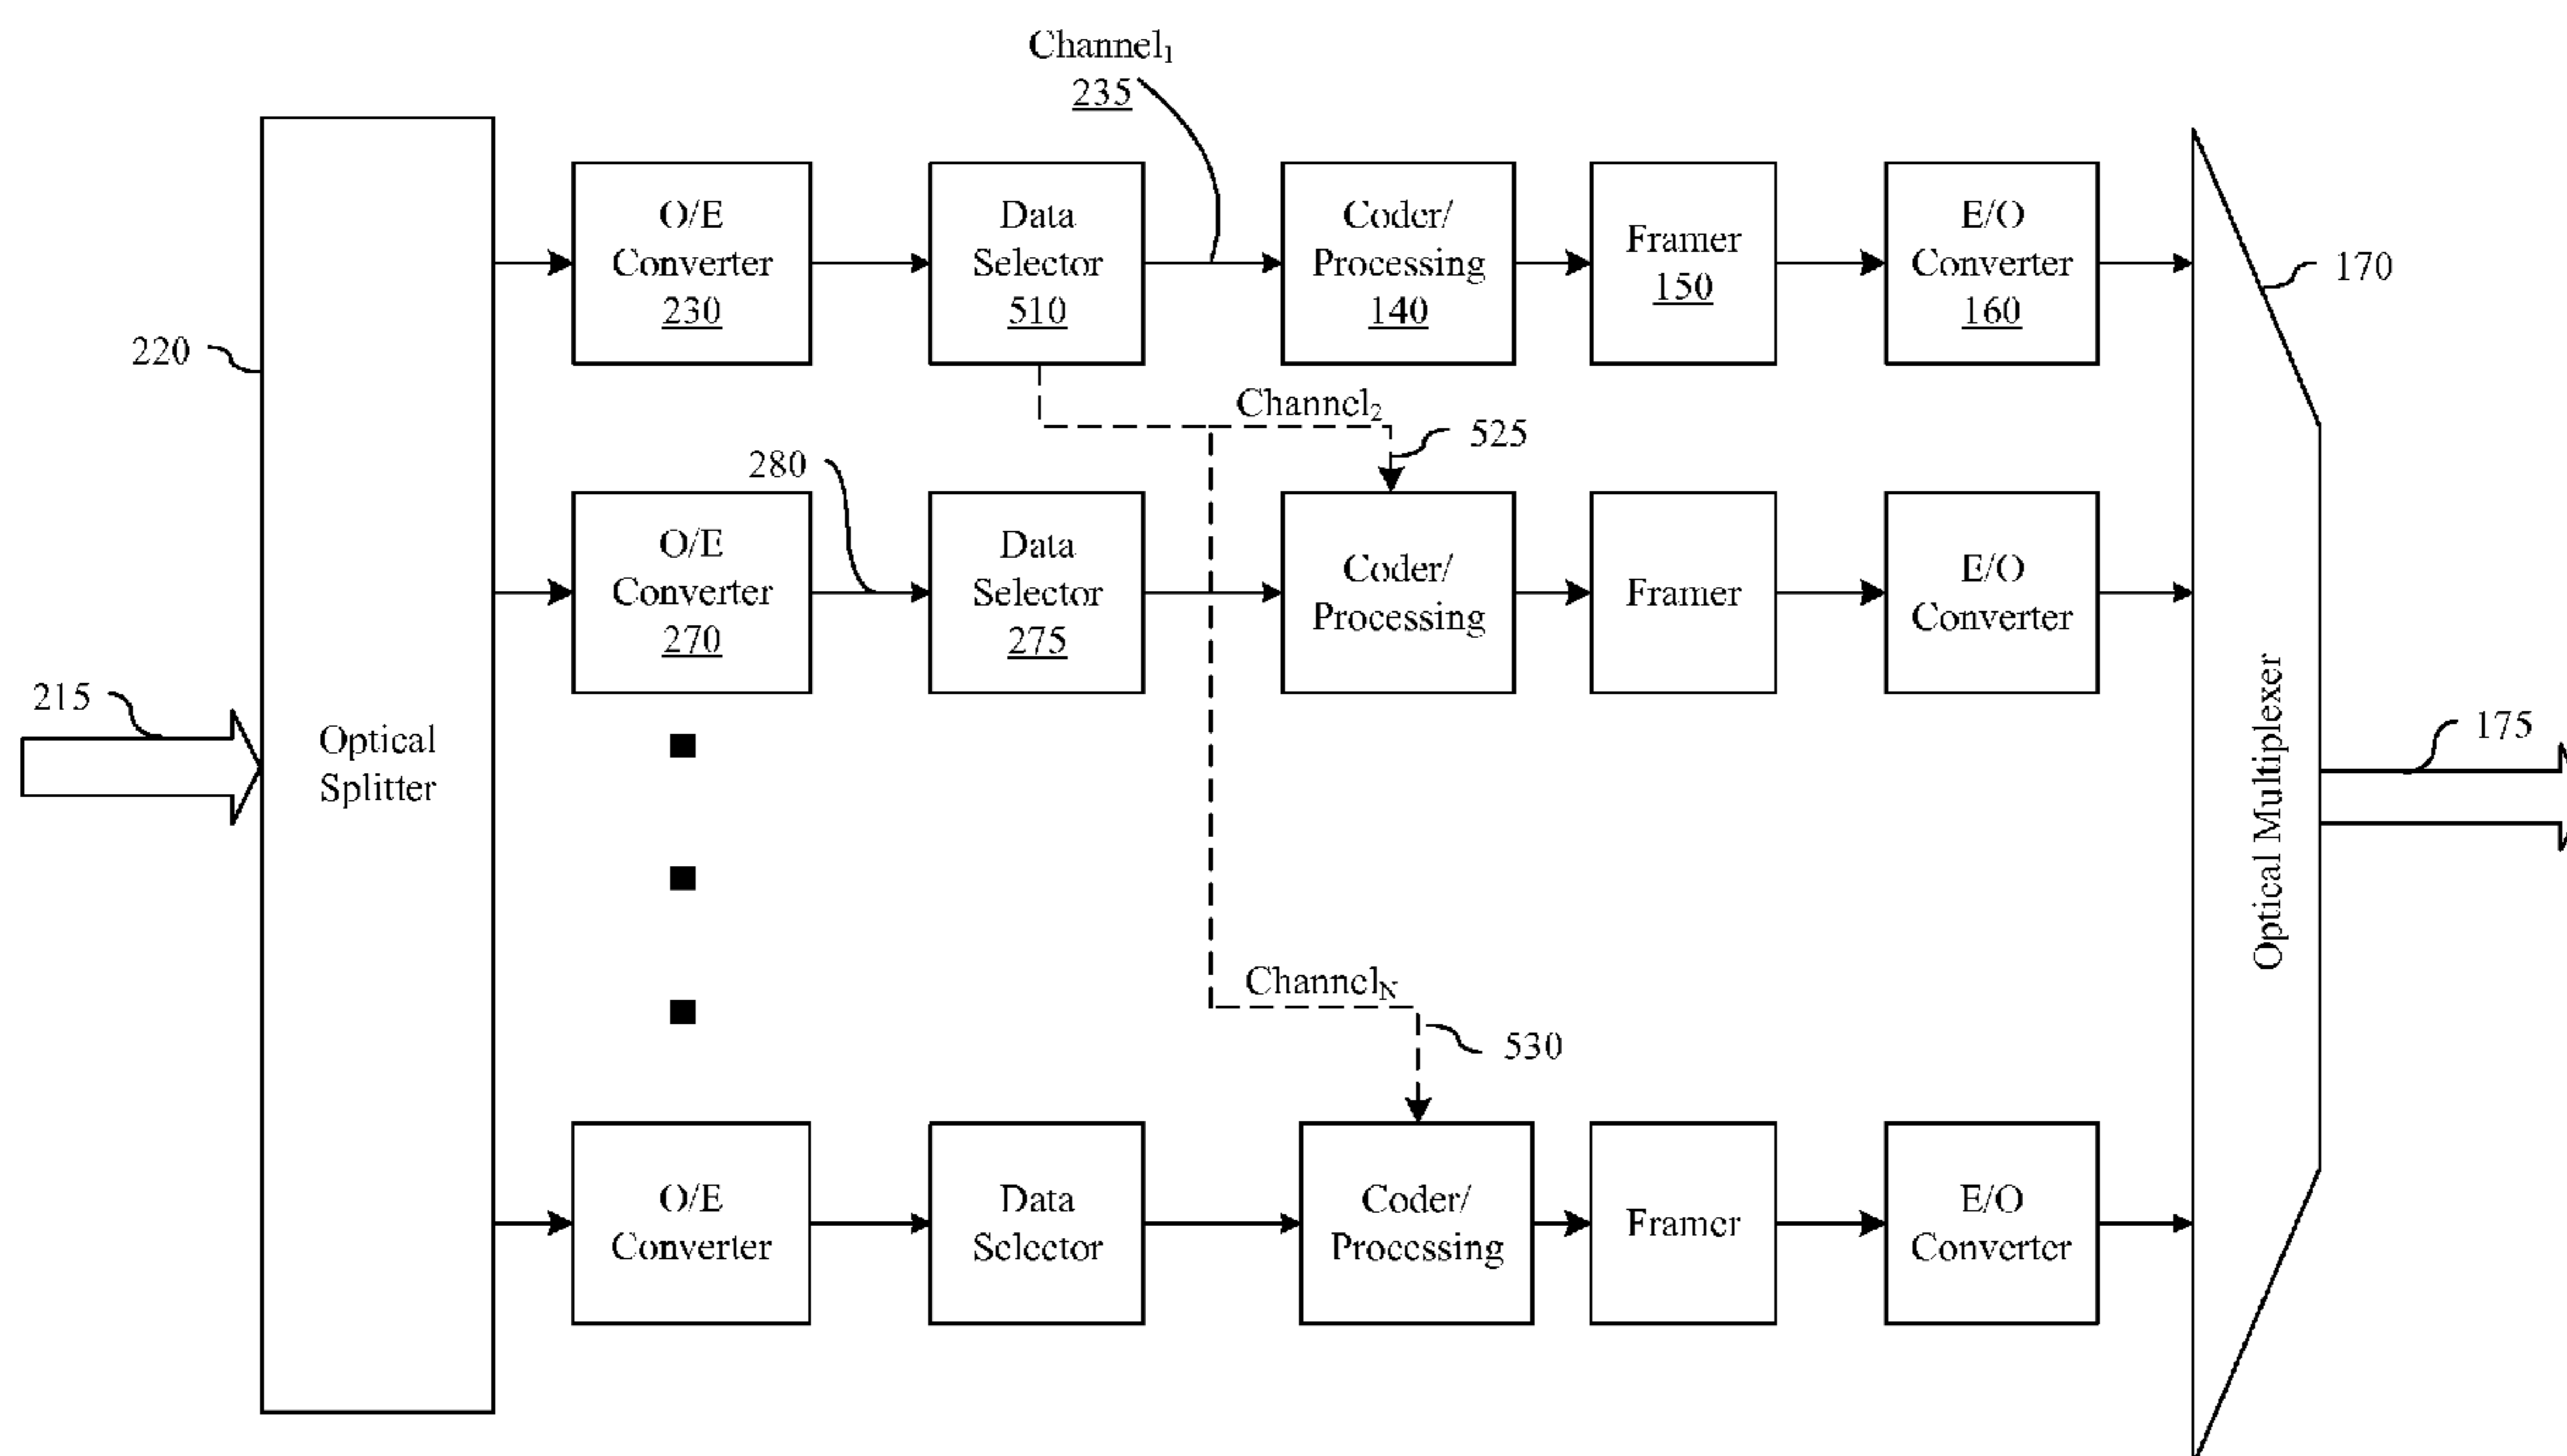 Channel1
235
O/E
Converter
230
Data
Selector
510
Coder/
Processing
140
Framer
150
E/O
Converter
160
170
220
Channel2
525
280
O/E
Converter
270
Data
Selector
275
Coder/
Processing
Framer
E/O
Converter
215
Optical
Splitter
Optical Multiplexer
175
ChannelN
530
O/E
Converter
Data
Selector
Coder/
Processing
Framer
E/O
Converter